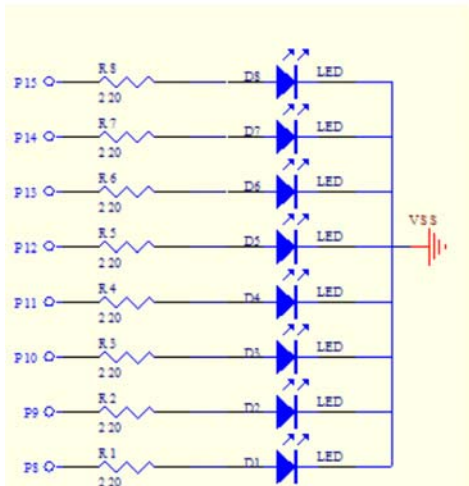 R8 D8 LED
P15
220
R7 D7 LED
P14
220
R6 D6 LED
P13
220
VSS
R5 D5 LED
P12
220
R4 D4 LED
P11
220
R3 D3 LED
P10
220
R2 D2 LED
P9
220
R1 D1 LED
P8
220